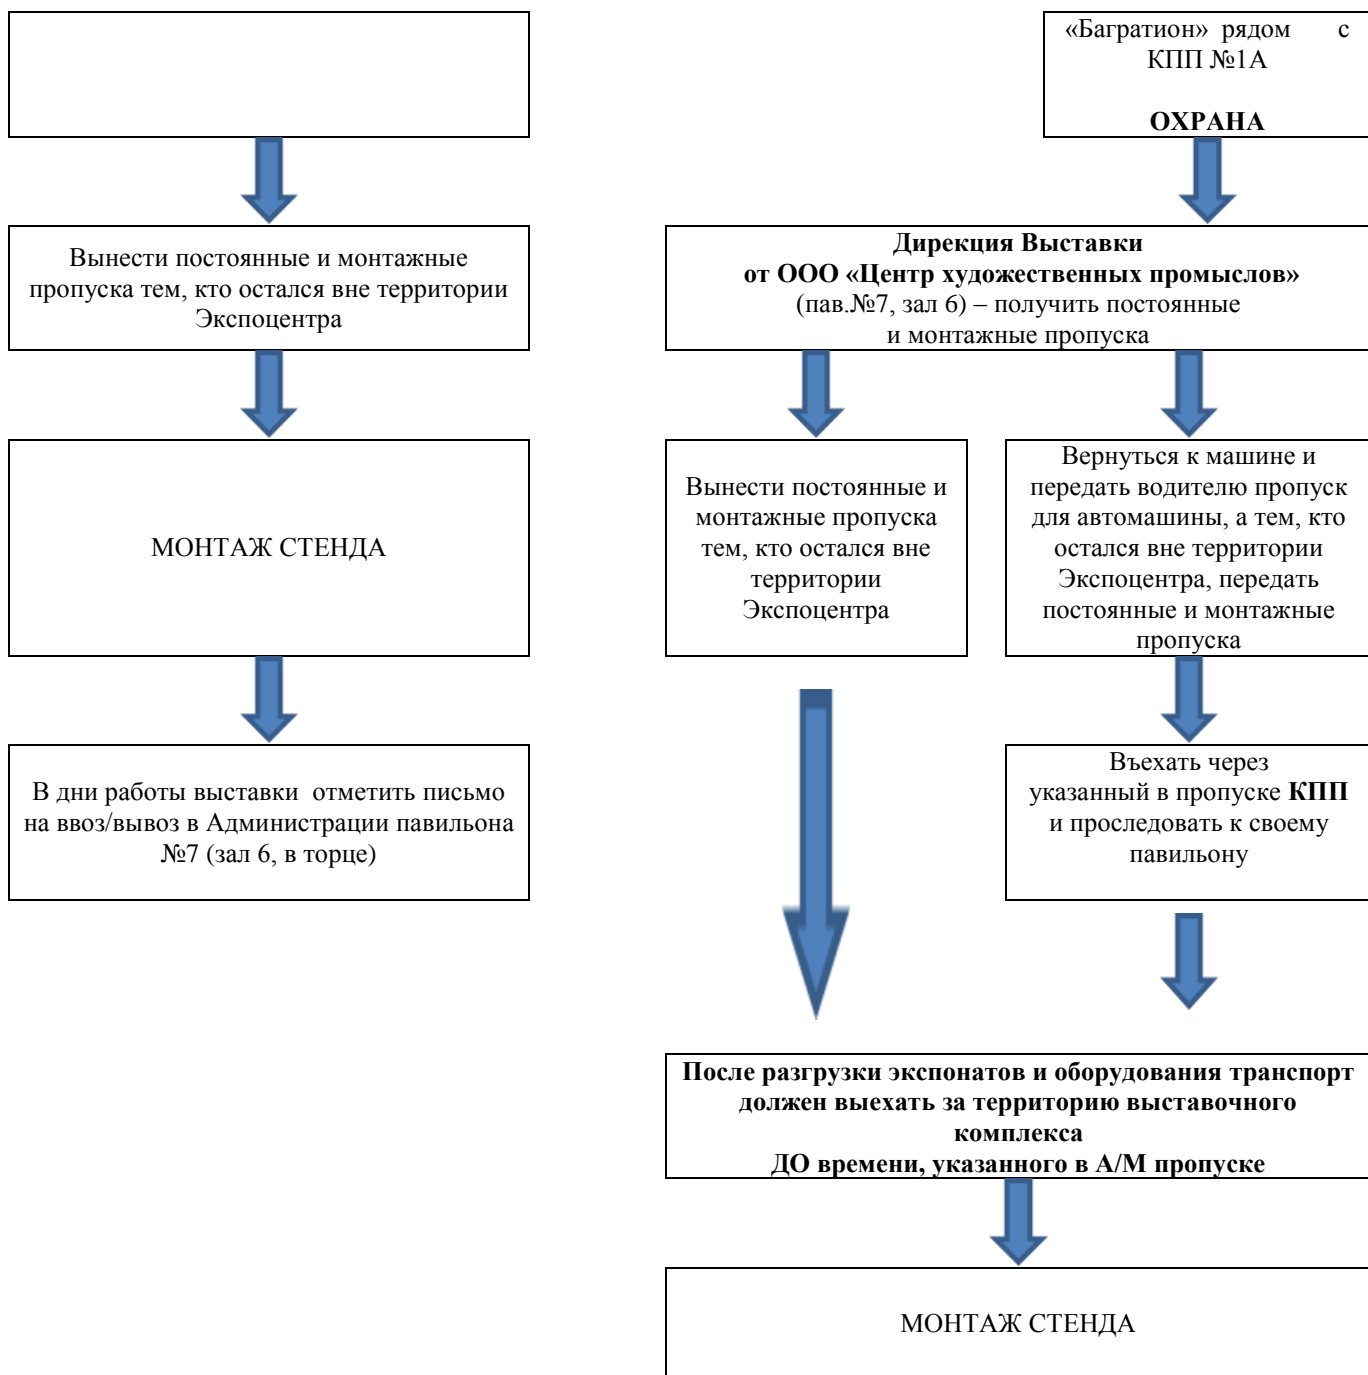 «Багратион» рядом с
КПП №1А
ОХРАНА
Вынести постоянные и монтажные
пропуска тем, кто остался вне территории
Экспоцентра
Дирекция Выставки
от ООО «Центр художественных промыслов»
(пав.№7, зал 6) – получить постоянные
и монтажные пропуска
МОНТАЖ СТЕНДА
Вынести постоянные и
монтажные пропуска
тем, кто остался вне
территории
Экспоцентра
Вернуться к машине и
передать водителю пропуск
для автомашины, а тем, кто
остался вне территории
Экспоцентра, передать
постоянные и монтажные
пропуска
В дни работы выставки отметить письмо
на ввоз/вывоз в Администрации павильона
№7 (зал 6, в торце)
Въехать через
указанный в пропуске КПП
и проследовать к своему
павильону
После разгрузки экспонатов и оборудования транспорт
должен выехать за территорию выставочного
комплекса
ДО времени, указанного в А/М пропуске
МОНТАЖ СТЕНДА